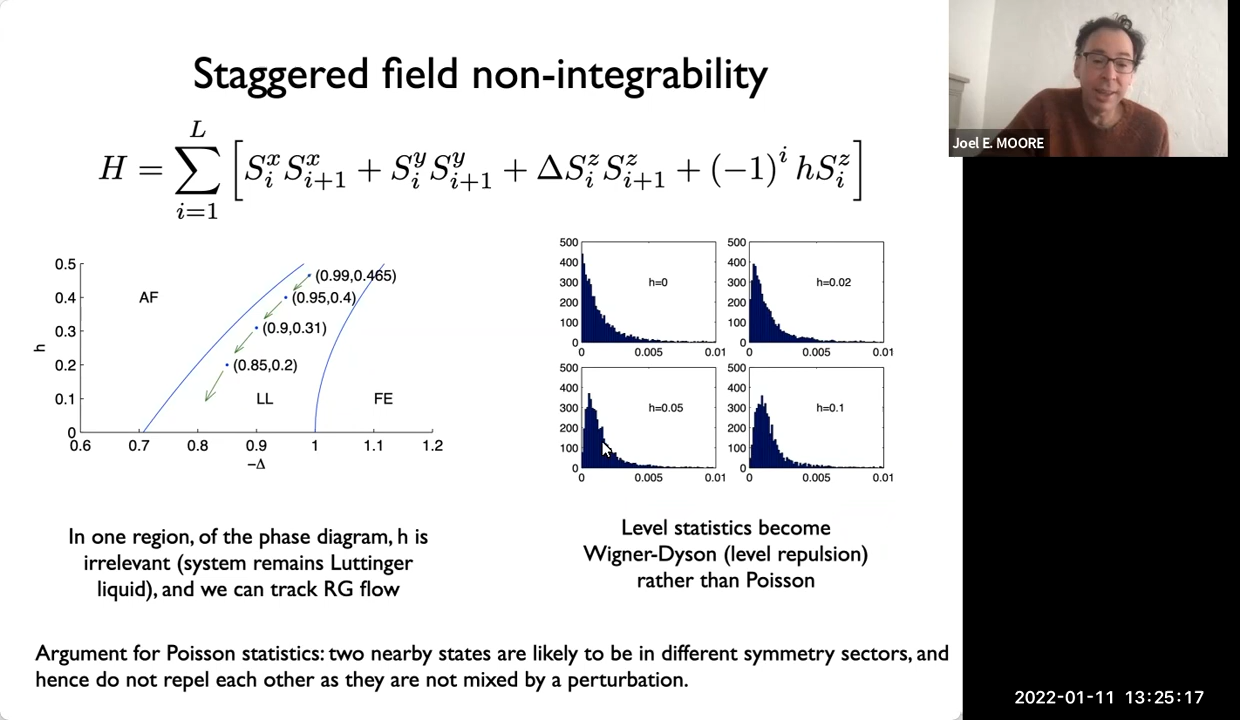 Staggered field non-integrability
Joel E. MOORE
H = \sum_{i=1}^{L} \left[ S_i^x S_{i+1}^x + S_i^y S_{i+1}^y + \Delta S_i^z S_{i+1}^z + (-1)^i h S_i^z \right]
0.5
0.4
0.3
0.2
0.1
0
h
AF
LL
FE
(0.99,0.465)
(0.95,0.4)
(0.9,0.31)
(0.85,0.2)
0.6 0.7 0.8 0.9 1 1.1 1.2
−Δ
500
400
300
200
100
0
h=0
0 0.005 0.01
500
400
300
200
100
0
h=0.02
0 0.005 0.01
500
400
300
200
100
0
h=0.05
0 0.005 0.01
500
400
300
200
100
0
h=0.1
0 0.005 0.01
In one region, of the phase diagram, h is
irrelevant (system remains Luttinger
liquid), and we can track RG flow
Level statistics become
Wigner-Dyson (level repulsion)
rather than Poisson
Argument for Poisson statistics: two nearby states are likely to be in different symmetry sectors, and
hence do not repel each other as they are not mixed by a perturbation.
2022-01-11 13:25:17